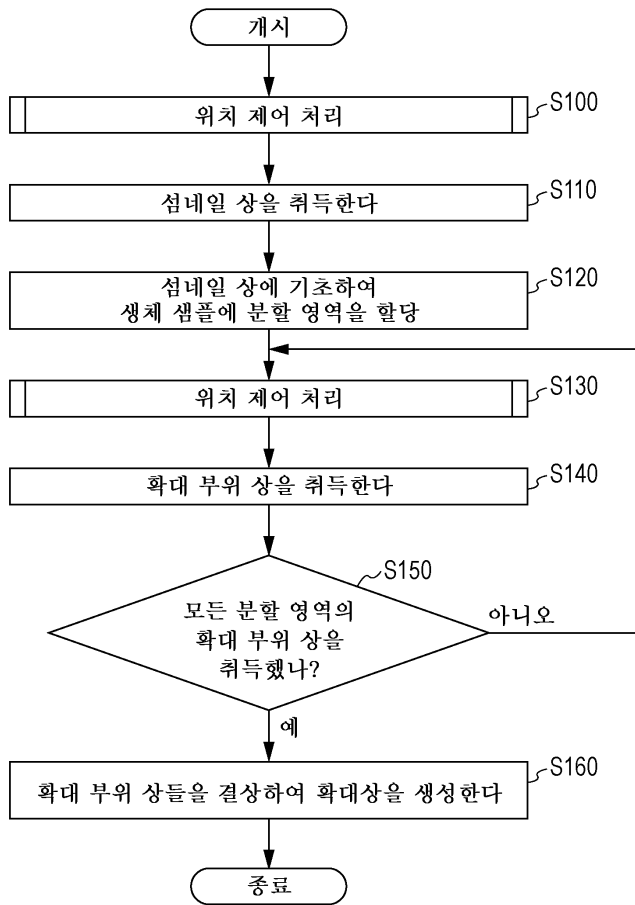 개시
위치 제어 처리
S100
섬네일 상을 취득한다
S110
섬네일 상에 기초하여
생체 샘플에 분할 영역을 할당
S120
위치 제어 처리
S130
확대 부위 상을 취득한다
S140
S150
모든 분할 영역의
확대 부위 상을
취득했나?
아니오
예
확대 부위 상들을 결상하여 확대상을 생성한다
S160
종료